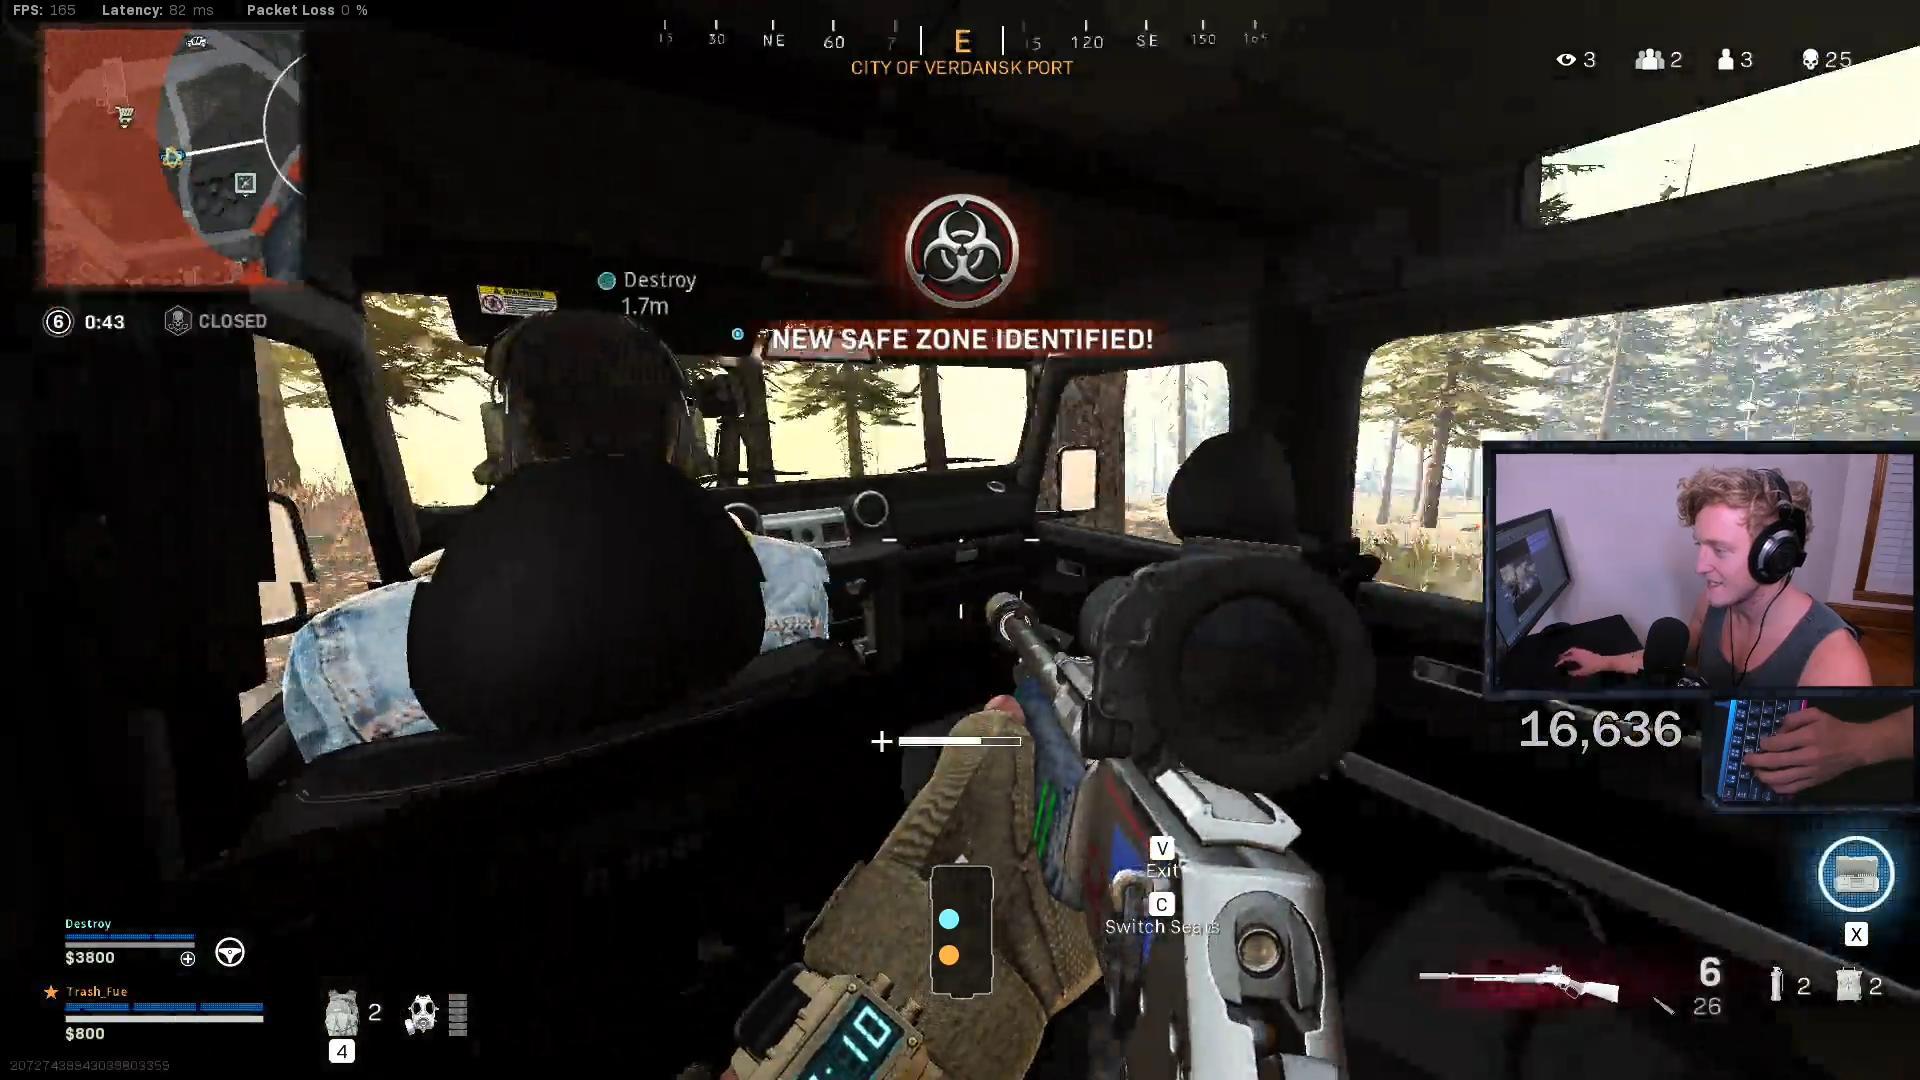 FPS: 165 Latency: 82 ms Packet Loss 0 %
30 NE 60 E 120 SE 150
CITY OF VERDANSK PORT
3 2 3 25
Destroy
1.7m
6 0:43 CLOSED
NEW SAFE ZONE IDENTIFIED!
16,636
V
Exit
C
Switch Seats
X
Destroy
$3800
Trash_Fue
$800
2
4
:10
6
26
2 2
20727438943039803359